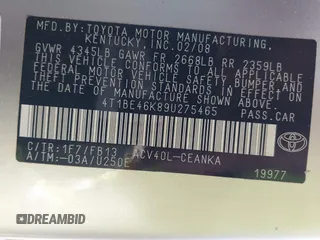 MFD.BY:TOYOTA MOTOR MANUFACTURING,
KENTUCKY, INC.02/08
GVWR 4345LB GAWR FR 2668LB RR 2359LB
THIS VEHICLE CONFORMS TO ALL APPLICABLE
FEDERAL MOTOR VEHICLE SAFETY, BUMPER, AND
THEFT PREVENTION STANDARDS IN EFFECT ON
THE DATE OF MANUFACTURE SHOWN ABOVE.
4T1BE46K89U275465 PASS.CAR
C/TR:1F7/FB13 ACV40L-CEANKA
A/TM:-03A/U250E
TOYOTA
19977
DREAMBID